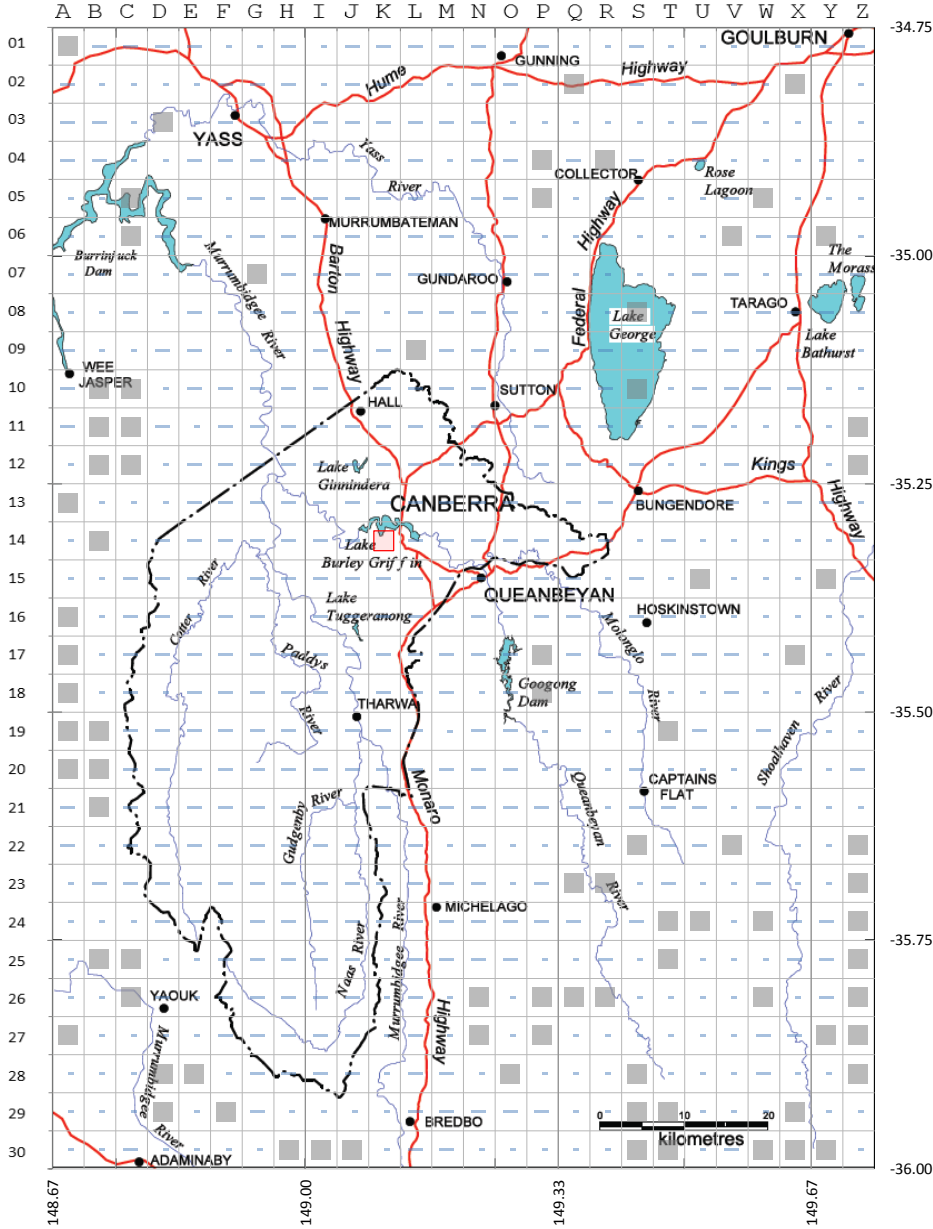 A B C D E F G H I J K L M N O P Q R S T U V W X Y Z
-34.75
01
GOULBURN
GUNNING
Hume
Highway
02
03
YASS
Yass
River
04
COLLECTOR
Rose
Lagoon
05
MURRUMBATEMAN
Highway
06
Burrinjuck
Dam
Murrumbidgee
River
Barton
Highway
-35.00
The
Morass
07
GUNDAROO
Federal
TARAGO
08
Lake
George
Lake
Bathurst
09
WEE
JASPER
10
SUTTON
HALL
11
12
Lake
Ginnindera
Kings
Highway
-35.25
13
CANBERRA
BUNGENDORE
14
Lake
Burley Griffin
15
QUEANBEYAN
Cotter
River
Lake
Tuggeranong
HOSKINSTOWN
16
Molonglo
River
17
Paddys
River
18
Googong
Dam
THARWA
Shoalhaven
River
-35.50
19
20
Monaro
Highway
CAPTAINS
FLAT
21
Gudgenby
River
Queanbeyan
River
22
23
MICHELAGO
24
-35.75
25
Naas
River
Murrumbidgee
River
26
YAOUK
27
Murrumbidgee
River
28
29
BREDBO
0 10 20
kilometres
30
ADAMINABY
-36.00
148.67
149.00
149.33
149.67